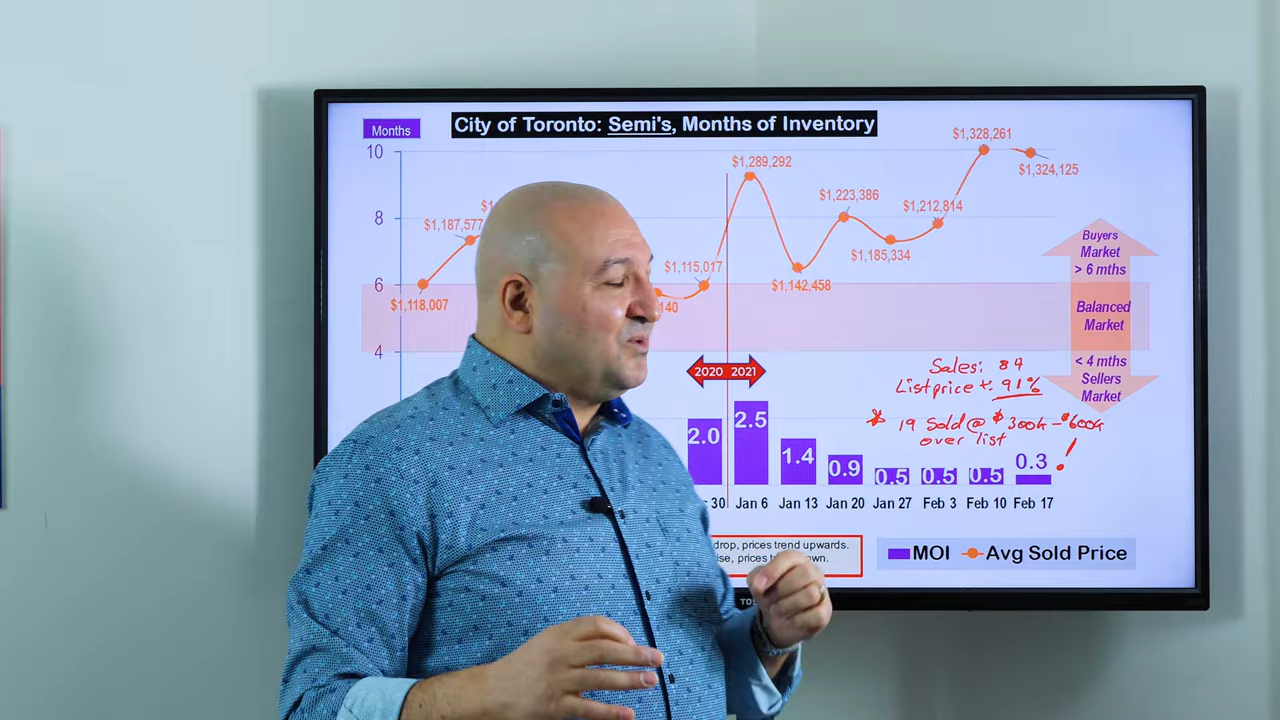 City of Toronto: Semi's, Months of Inventory
Months
10
8
6
4
$1,118,007
$1,187,577
140
$1,115,017
$1,289,292
$1,142,458
$1,223,386
$1,185,334
$1,212,814
$1,328,261
$1,324,125
Buyers
Market
> 6 mths
Balanced
Market
< 4 mths
Sellers
Market
2020 2021
Sales: 84
List price + 91%
* 19 Sold @ $300k - $600k
over list !
2.0
2.5
1.4
0.9
0.5
0.5
0.5
0.3
30 Jan 6 Jan 13 Jan 20 Jan 27 Feb 3 Feb 10 Feb 17
drop, prices trend upwards.
prices
MOI Avg Sold Price